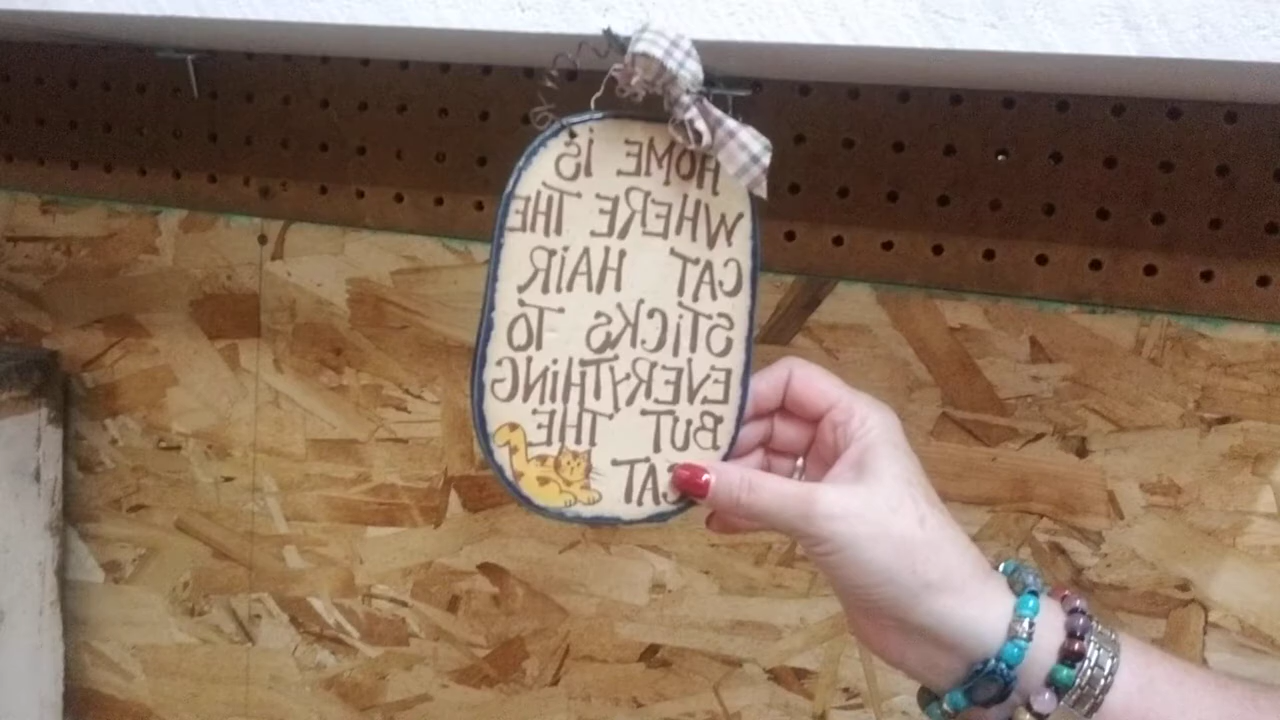 HOME iS
WHERE THE
CAT HAiR
STiCKS TO
EVERYTHiNG
BUT THE
CAT